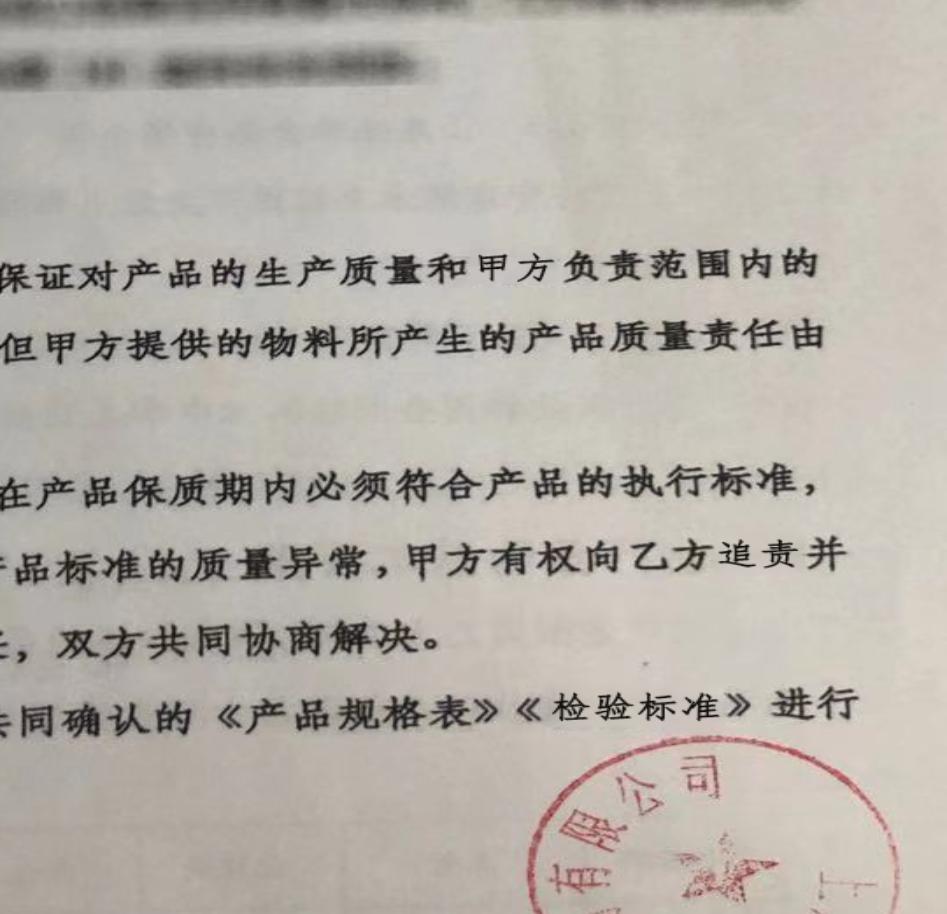 保证对产品的生产质量和甲方负责范围内的
但甲方提供的物料所产生的产品质量责任由
在产品保质期内必须符合产品的执行标准，
品标准的质量异常，甲方有权向乙方追责并
，双方共同协商解决。
共同确认的《产品规格表》《检验标准》进行
有限公司
上